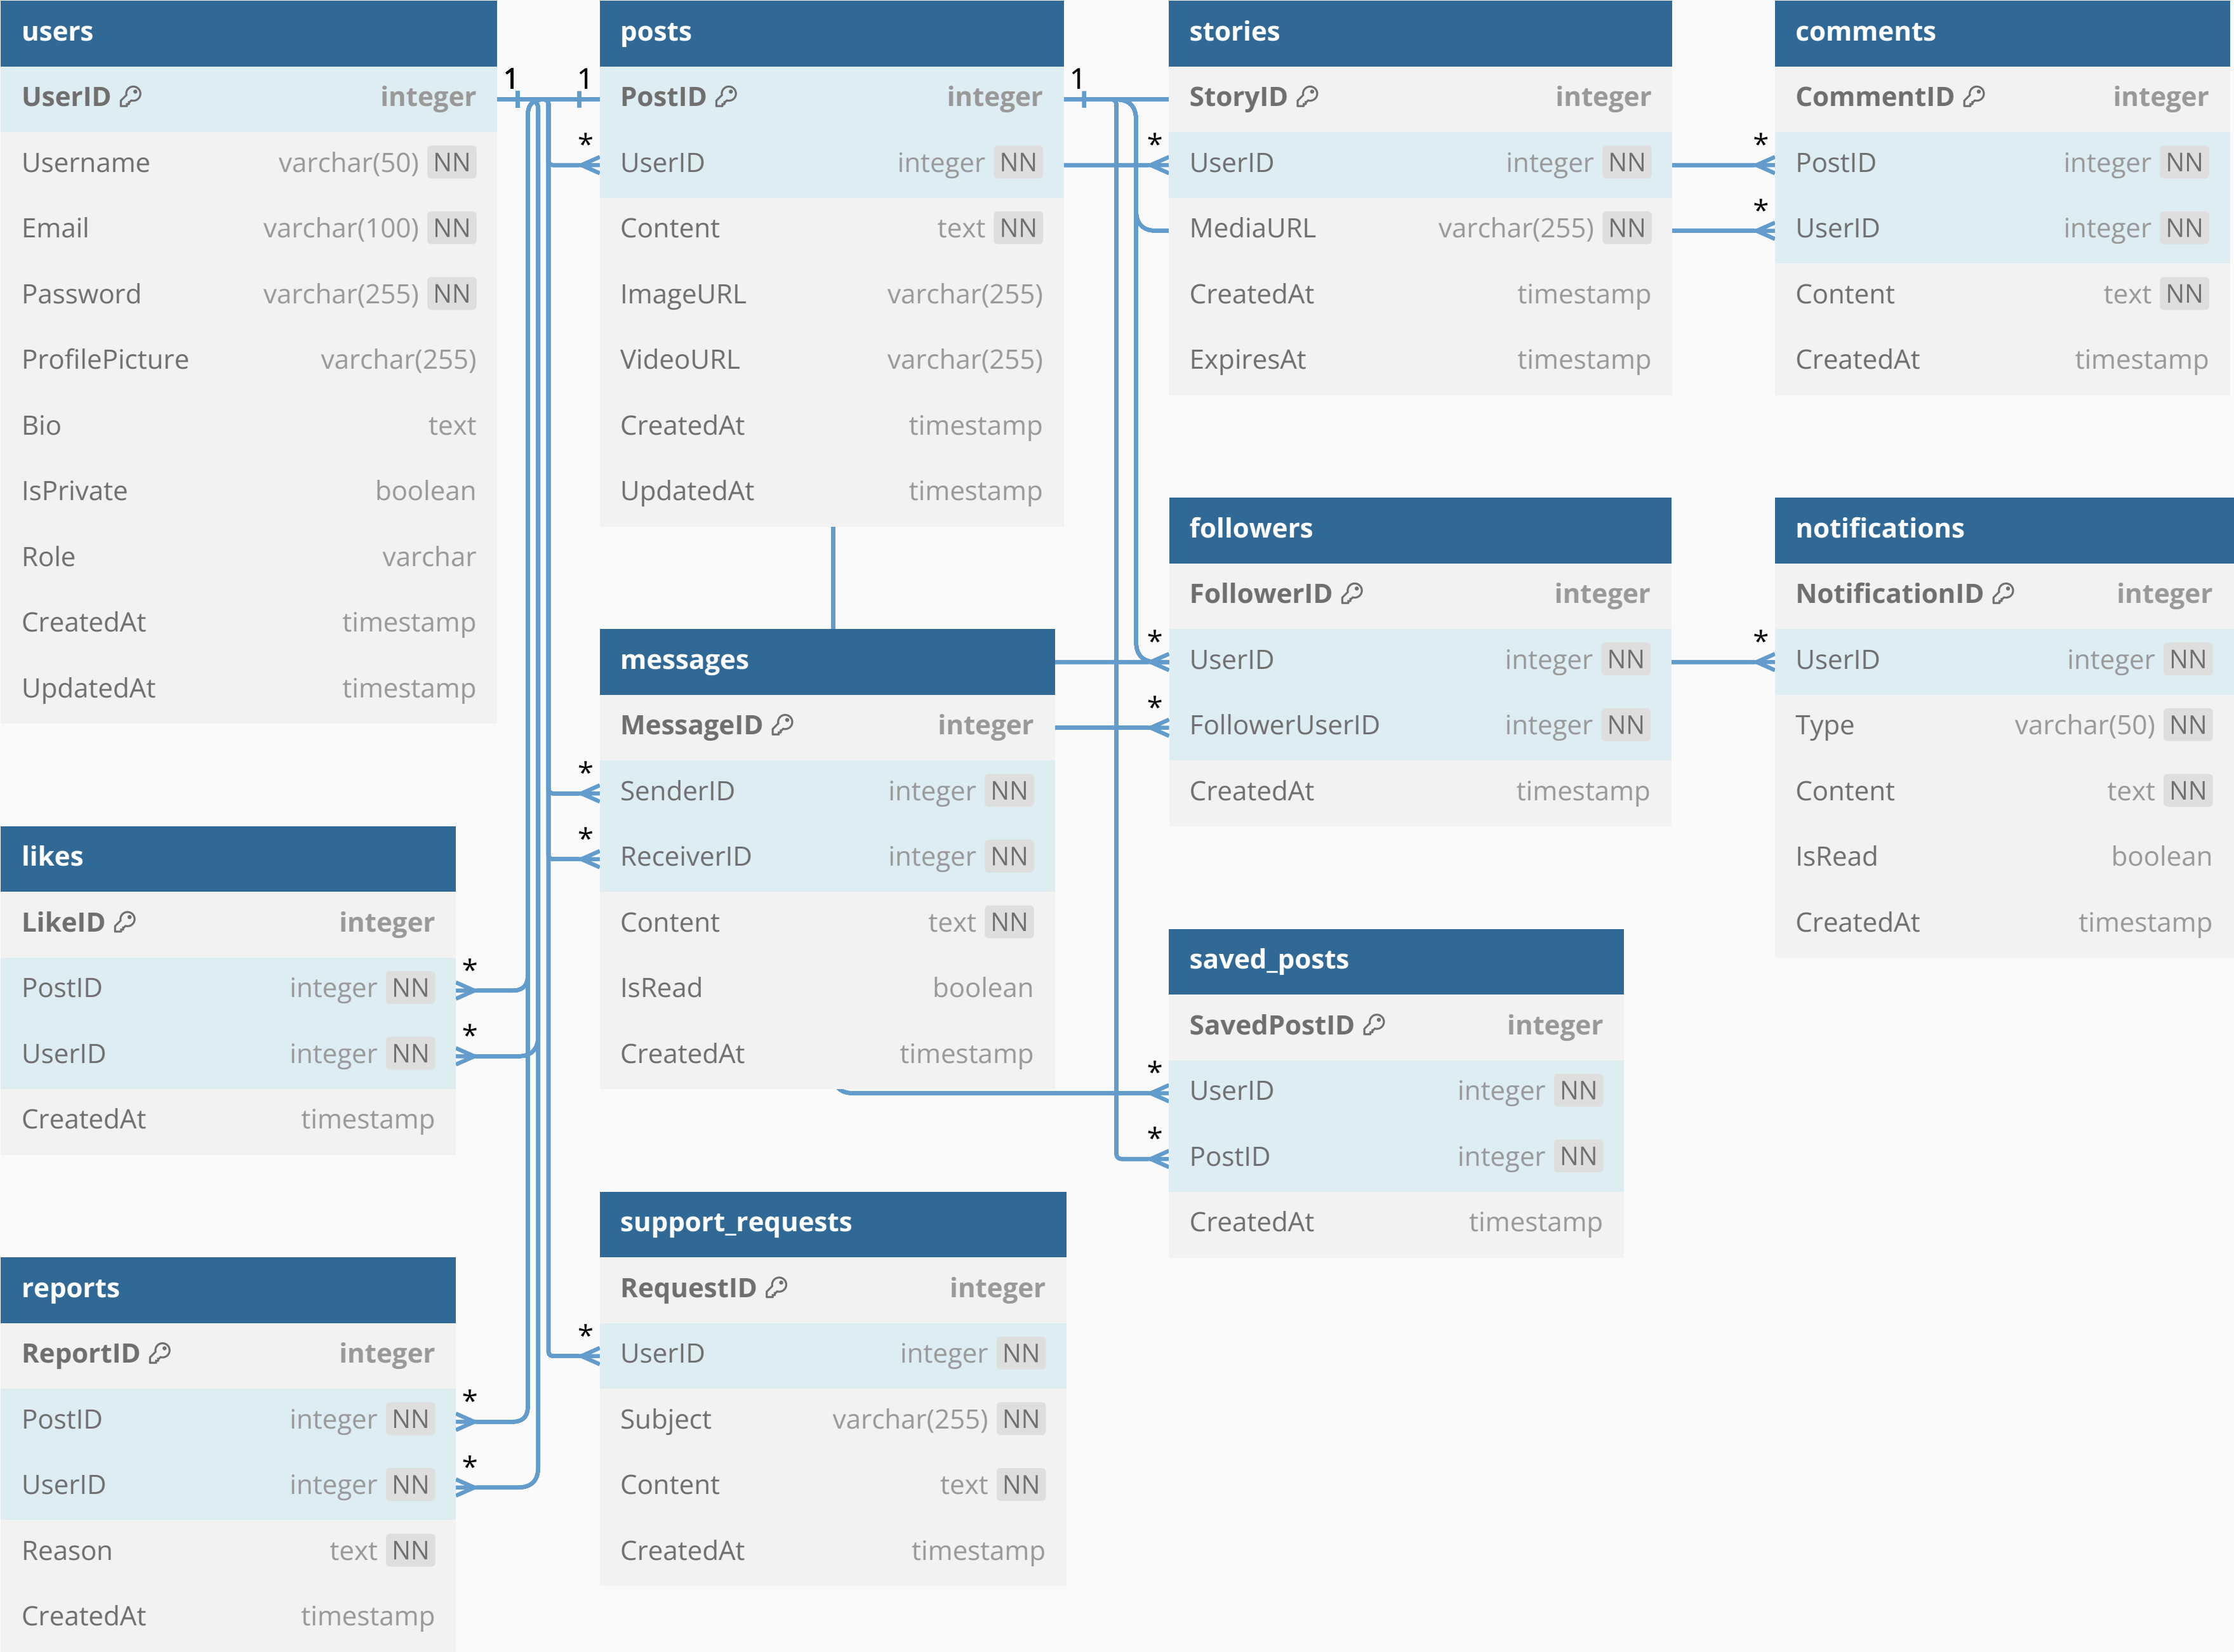 users
UserID integer
Username varchar(50) NN
Email varchar(100) NN
Password varchar(255) NN
ProfilePicture varchar(255)
Bio text
IsPrivate boolean
Role varchar
CreatedAt timestamp
UpdatedAt timestamp
1
1
*
posts
PostID integer
UserID integer NN
Content text NN
ImageURL varchar(255)
VideoURL varchar(255)
CreatedAt timestamp
UpdatedAt timestamp
1
*
stories
StoryID integer
UserID integer NN
MediaURL varchar(255) NN
CreatedAt timestamp
ExpiresAt timestamp
*
*
comments
CommentID integer
PostID integer NN
UserID integer NN
Content text NN
CreatedAt timestamp
*
*
followers
FollowerID integer
UserID integer NN
FollowerUserID integer NN
CreatedAt timestamp
*
notifications
NotificationID integer
UserID integer NN
Type varchar(50) NN
Content text NN
IsRead boolean
CreatedAt timestamp
*
*
messages
MessageID integer
SenderID integer NN
ReceiverID integer NN
Content text NN
IsRead boolean
CreatedAt timestamp
likes
LikeID integer
PostID integer NN
UserID integer NN
CreatedAt timestamp
*
*
*
*
saved_posts
SavedPostID integer
UserID integer NN
PostID integer NN
CreatedAt timestamp
*
support_requests
RequestID integer
UserID integer NN
Subject varchar(255) NN
Content text NN
CreatedAt timestamp
reports
ReportID integer
PostID integer NN
UserID integer NN
Reason text NN
CreatedAt timestamp
*
*